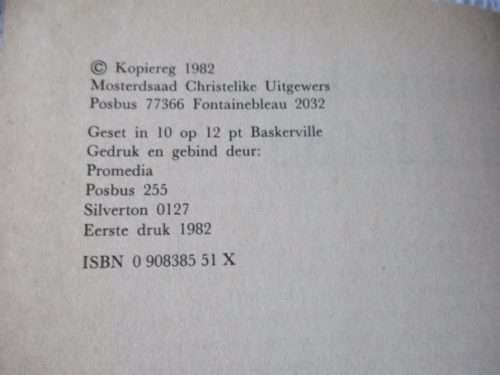 © Kopiereg 1982
Mosterdsaad Christelike Uitgewers
Posbus 77366 Fontainebleau 2032
Geset in 10 op 12 pt Baskerville
Gedruk en gebind deur:
Promedia
Posbus 255
Silverton 0127
Eerste druk 1982
ISBN 0 908385 51 X